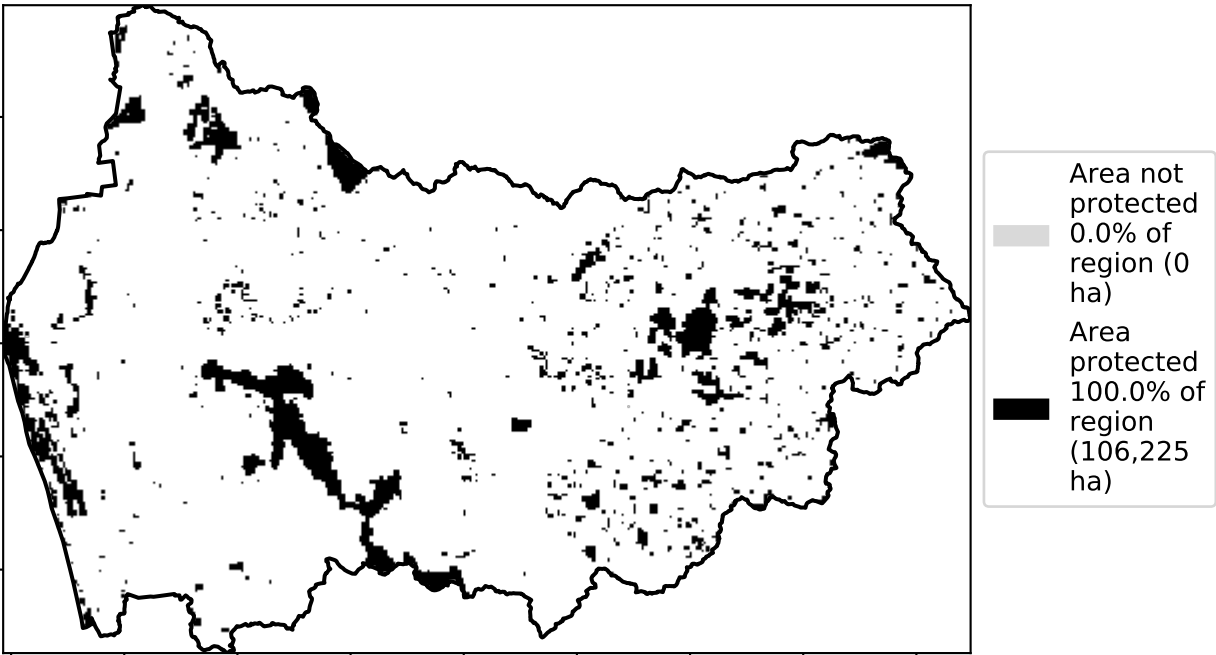 Area not
protected
0.0% of
region (0
ha)
Area
protected
100.0% of
region
(106,225
ha)